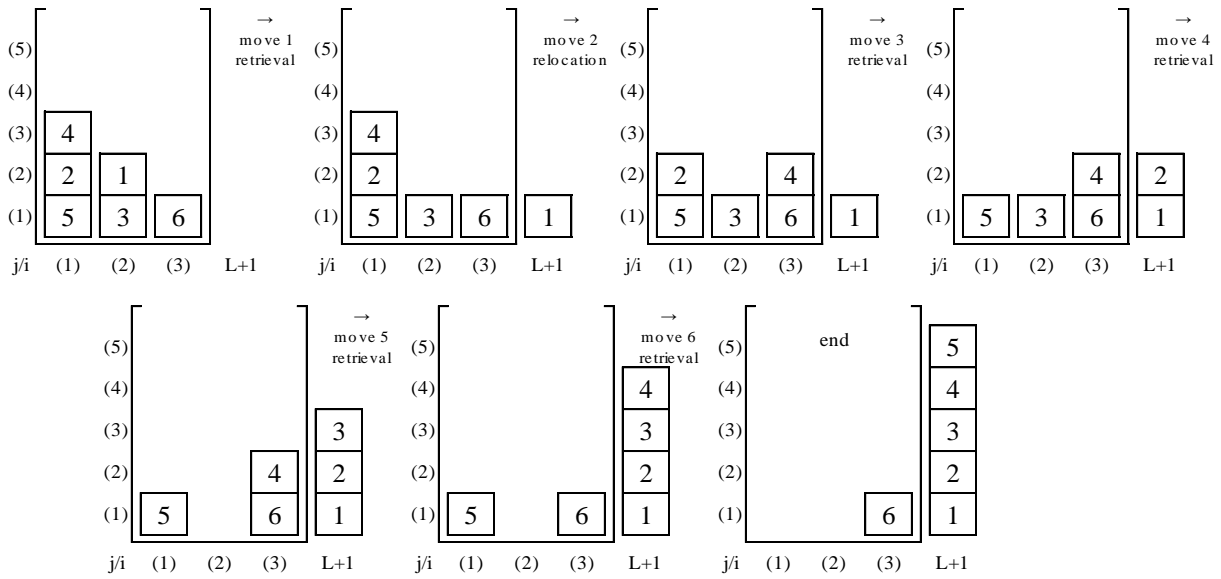 → → → →
move 1 move 2 move 3 move 4
(5) retrieval (5) relocation (5) retrieval (5) retrieval
(4) (4) (4) (4)
(3) 4 (3) 4 (3) (3)
(2) 2 1 (2) 2 (2) 2 4 (2) 4 2
(1) 5 3 6 (1) 5 3 6 1 (1) 5 3 6 1 (1) 5 3 6 1
j/i (1) (2) (3) L+1 j/i (1) (2) (3) L+1 j/i (1) (2) (3) L+1 j/i (1) (2) (3) L+1
→ →
move 5 move 6
(5) retrieval (5) retrieval (5) end 5
(4) (4) 4 (4) 4
(3) 3 (3) 3 (3) 3
(2) 4 2 (2) 2 (2) 2
(1) 5 6 1 (1) 5 6 1 (1) 6 1
j/i (1) (2) (3) L+1 j/i (1) (2) (3) L+1 j/i (1) (2) (3) L+1